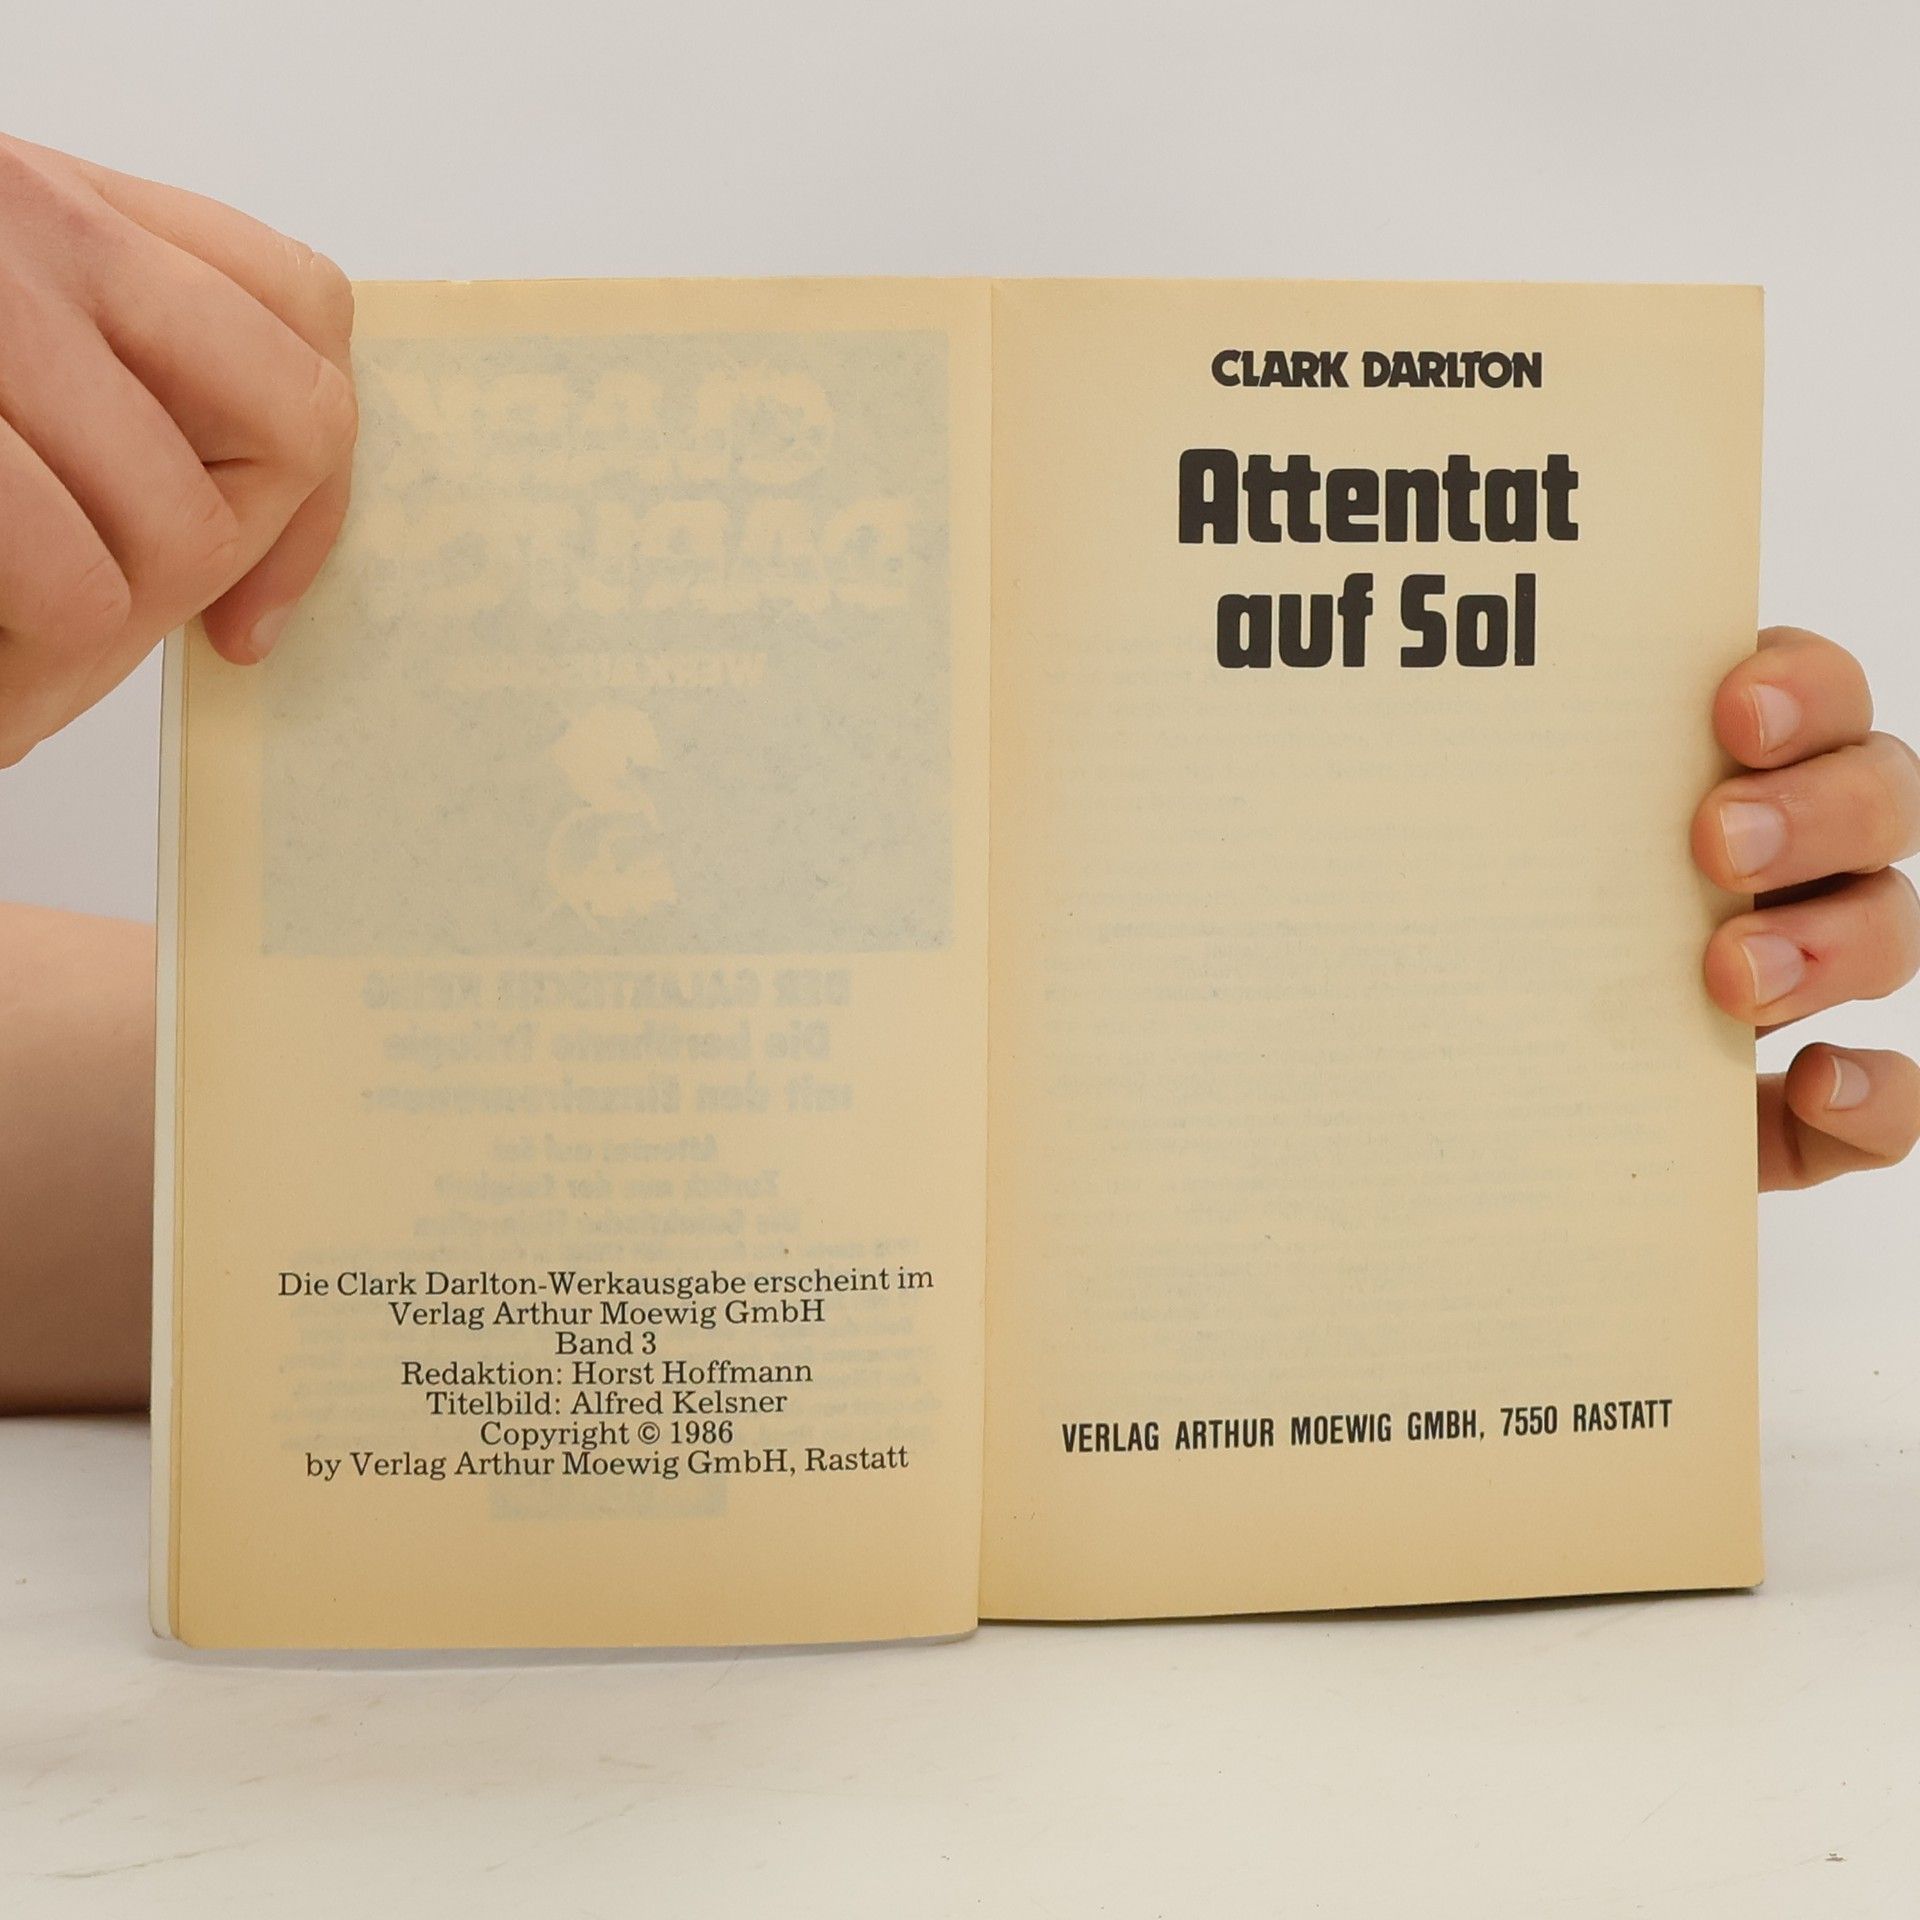 Die Clark Darlton-Werkausgabe erscheint im
Verlag Arthur Moewig GmbH
Band 3
Redaktion: Horst Hoffmann
Titelbild: Alfred Kelsner
Copyright © 1986
by Verlag Arthur Moewig GmbH, Rastatt
CLARK DARLTON
Attentat
auf Sol
VERLAG ARTHUR MOEWIG GMBH, 7550 RASTATT